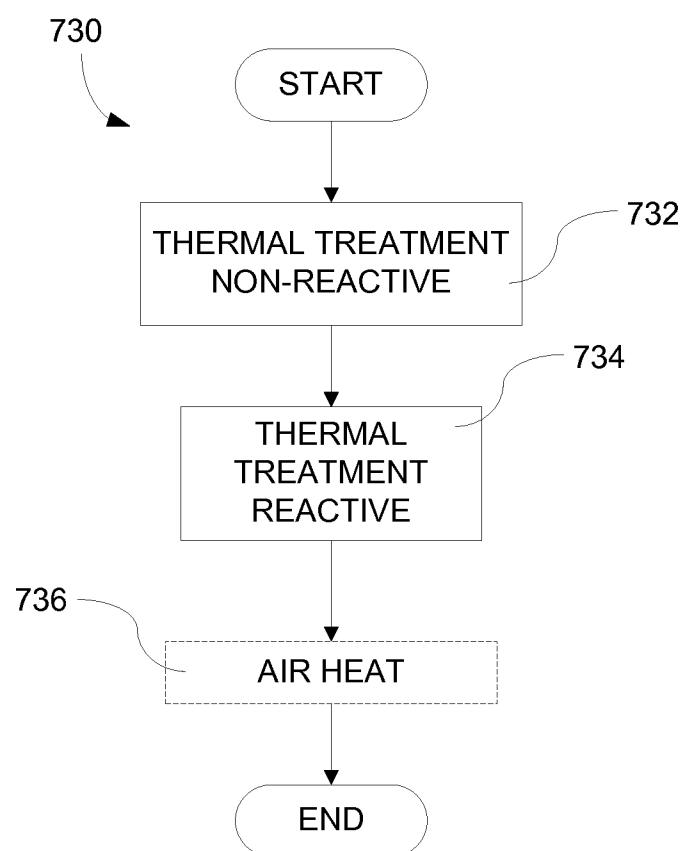 730
START
THERMAL TREATMENT
NON-REACTIVE
732
734
THERMAL
TREATMENT
REACTIVE
736
AIR HEAT
END